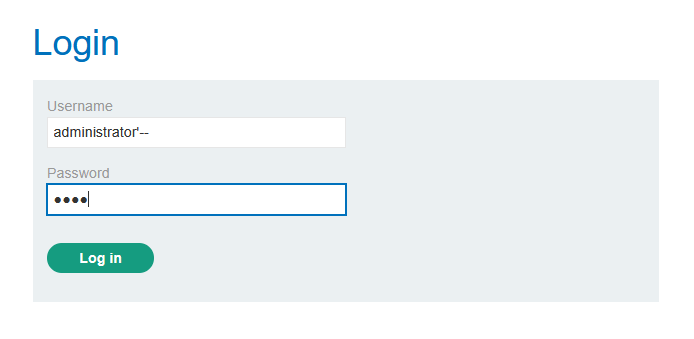 Login
Username
administrator'--
Password
••••
Log in